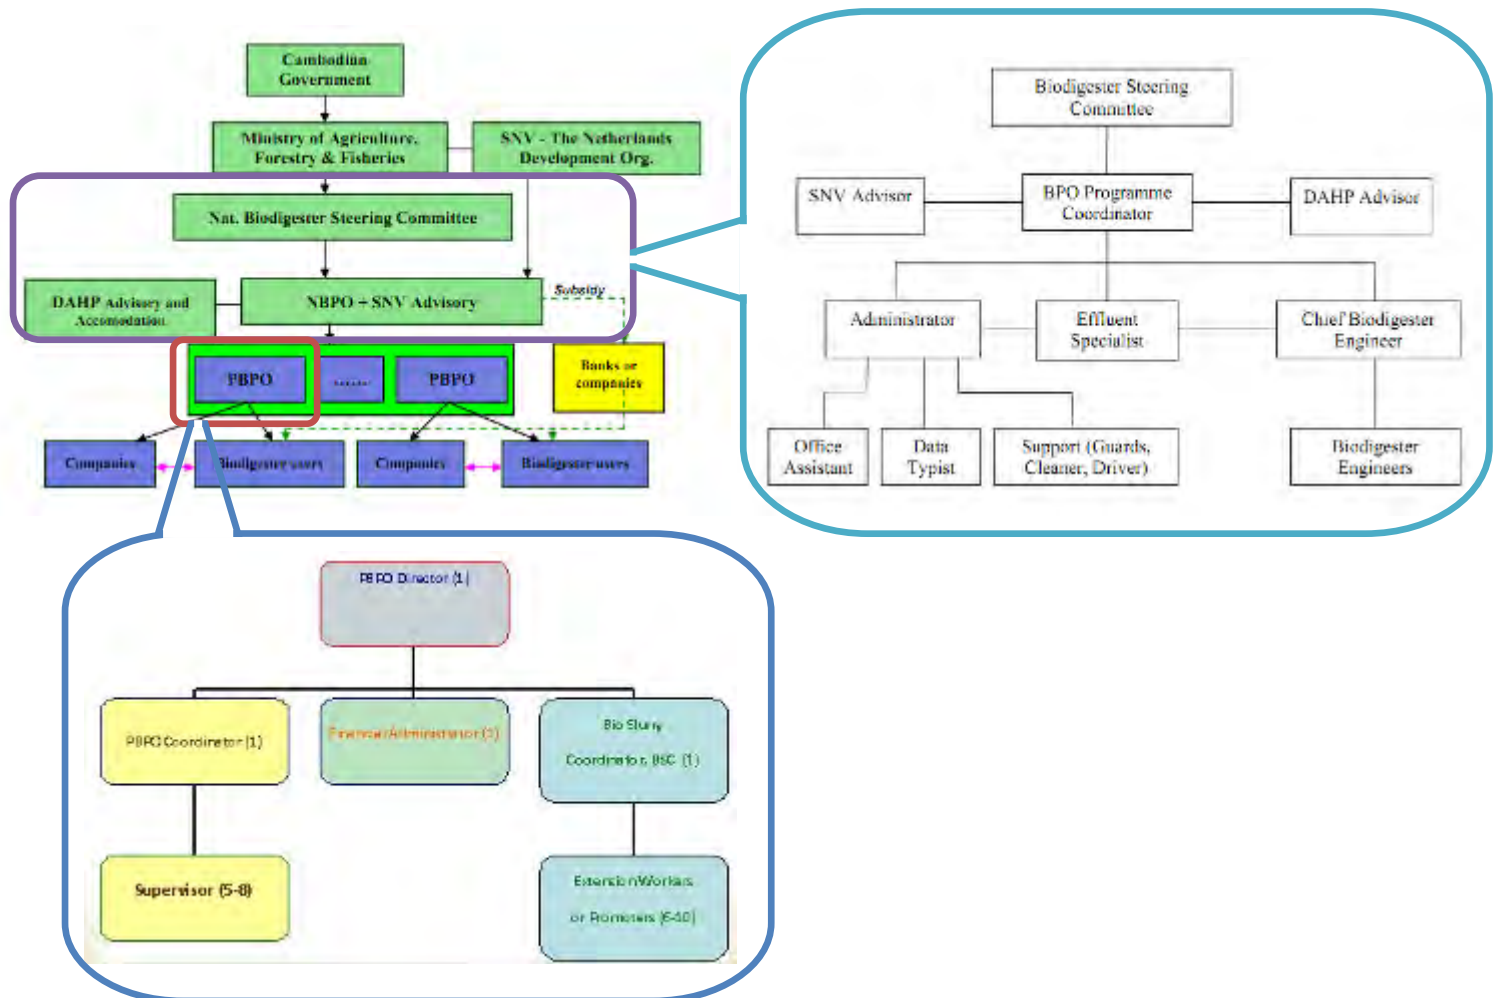 Cambodian
Government
Ministry of Agriculture,
Forestry & Fisheries
SNV - The Netherlands
Development Org.
Nat. Biodigester Steering Committee
DAHP Advisory and
Accomodation
NBPO + SNV Advisory
Subsidy
PBPO
......
PBPO
Banks or
companies
Companies
Biodigester users
Companies
Biodigester users
Biodigester Steering
Committee
SNV Advisor
BPO Programme
Coordinator
DAHP Advisor
Administrator
Effluent
Specialist
Chief Biodigester
Engineer
Office
Assistant
Data
Typist
Support (Guards,
Cleaner, Driver)
Biodigester
Engineers
PBPO Director (1)
PBPO Coordinator (1)
Financial/Administrator
Bio Slurry
Coordinator, BSC (1)
Supervisor (5-8)
Extension Workers
or Promoters (6-10)